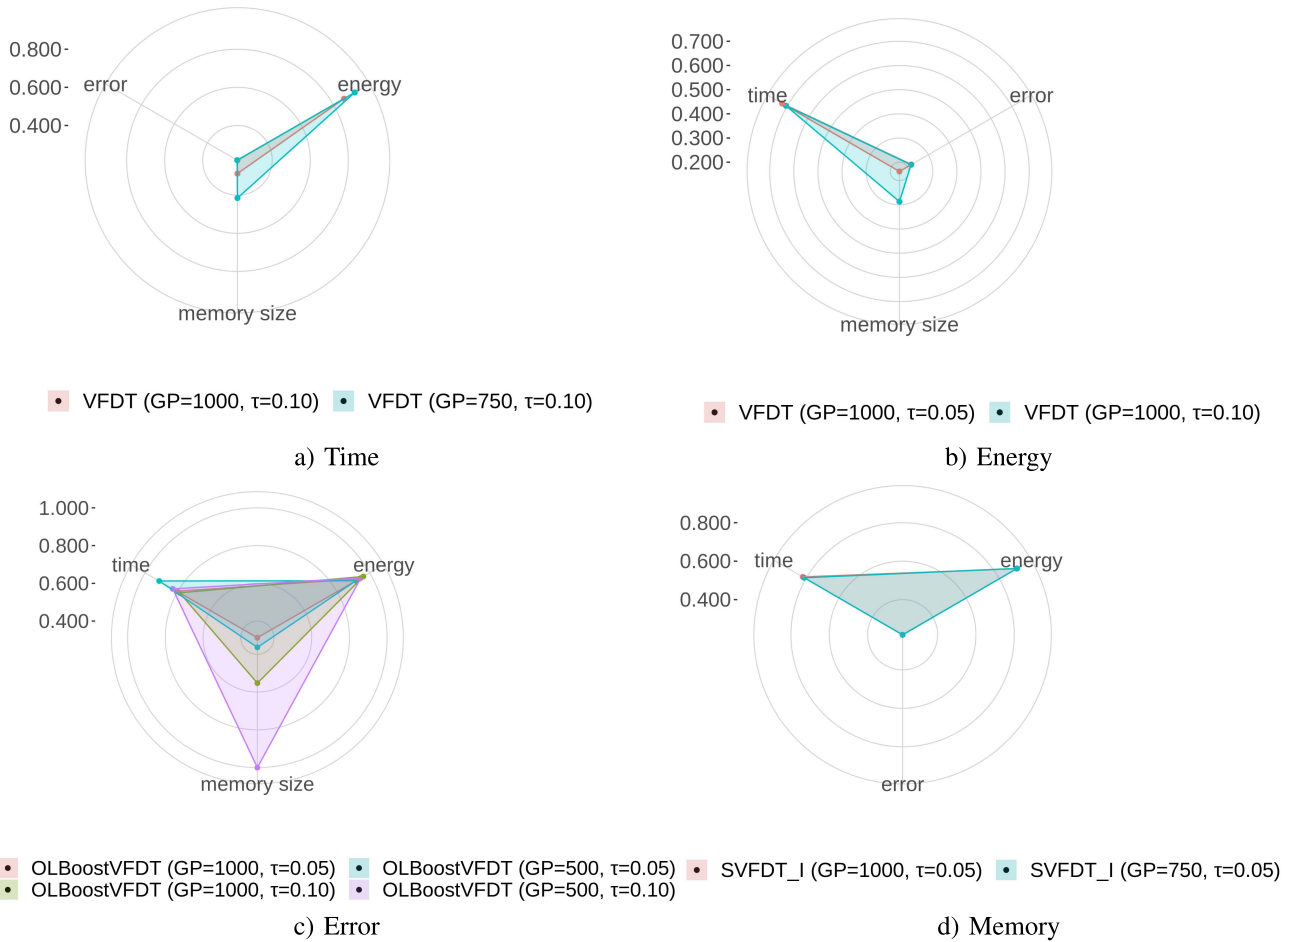 0.800-
0.600-
0.400-
error
energy
memory size
VFDT (GP=1000, τ=0.10)
VFDT (GP=750, τ=0.10)
a) Time
0.700-
0.600-
0.500-
0.400-
0.300-
0.200-
time
error
memory size
VFDT (GP=1000, τ=0.05)
VFDT (GP=1000, τ=0.10)
b) Energy
1.000-
0.800-
0.600-
0.400-
time
energy
memory size
OLBoostVFDT (GP=1000, τ=0.05)
OLBoostVFDT (GP=500, τ=0.05)
OLBoostVFDT (GP=1000, τ=0.10)
OLBoostVFDT (GP=500, τ=0.10)
c) Error
0.800-
0.600-
0.400-
time
energy
error
SVFDT_I (GP=1000, τ=0.05)
SVFDT_I (GP=750, τ=0.05)
d) Memory